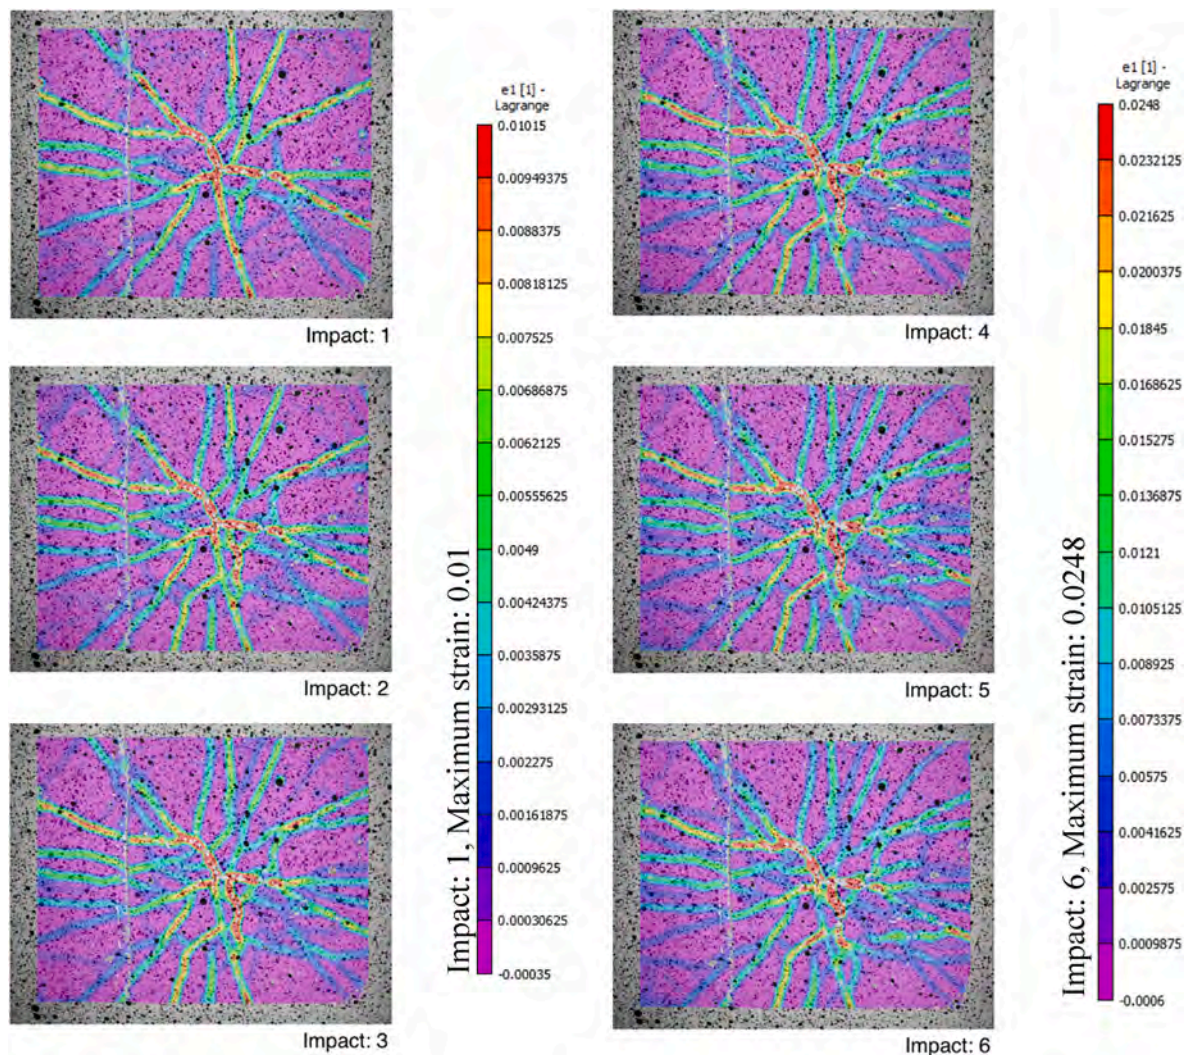 Impact: 1
Impact: 2
Impact: 3
Impact: 1, Maximum strain: 0.01
e1 [1] -
Lagrange
0.01015
0.00949375
0.0088375
0.00818125
0.007525
0.00686875
0.0062125
0.00555625
0.0049
0.00424375
0.0035875
0.00293125
0.002275
0.00161875
0.0009625
0.00030625
-0.00035
Impact: 4
Impact: 5
Impact: 6
Impact: 6, Maximum strain: 0.0248
e1 [1] -
Lagrange
0.0248
0.0232125
0.021625
0.0200375
0.01845
0.0168625
0.015275
0.0136875
0.0121
0.0105125
0.008925
0.0073375
0.00575
0.0041625
0.002575
0.0009875
-0.0006